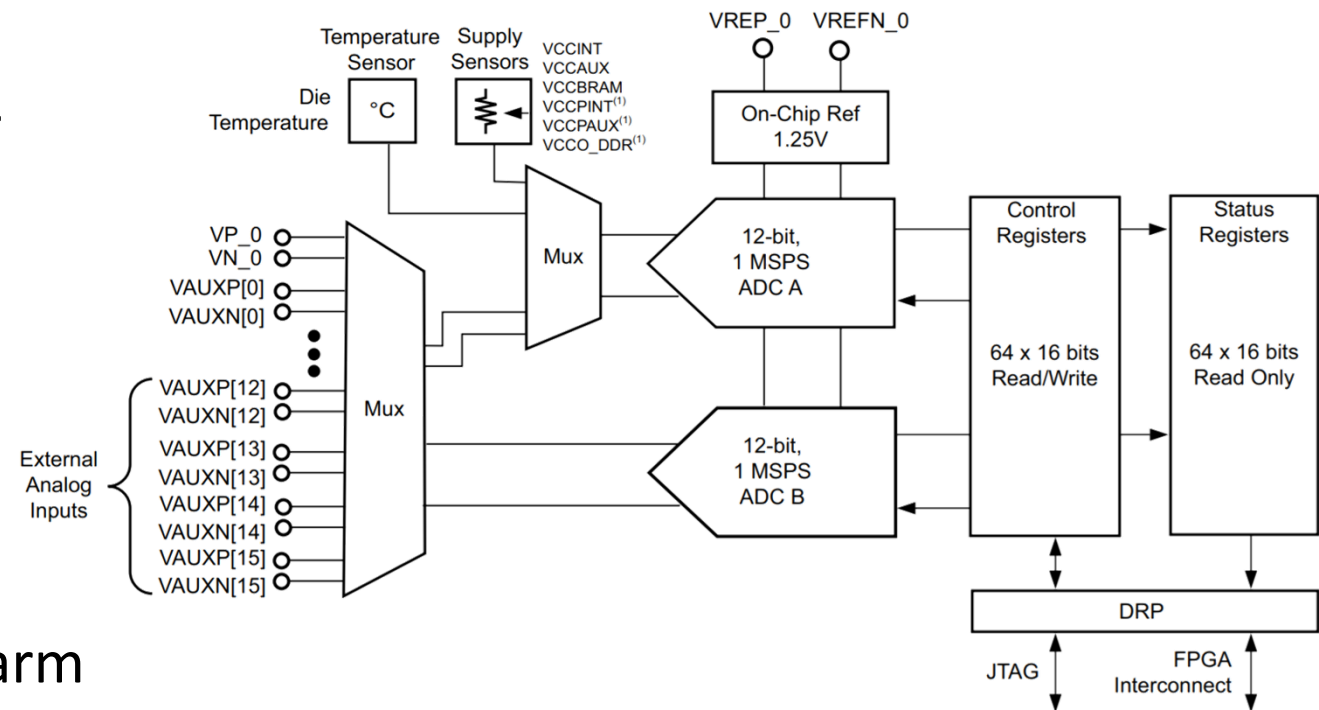 VREP_0 VREFN_0
Temperature
Sensor
Supply
Sensors
VCCINT
VCCAUX
VCCBRAM
VCCPINT(1)
VCCPAUX(1)
VCCO_DDR(1)
Die
Temperature
°C
On-Chip Ref
1.25V
VP_0
VN_0
VAUXP[0]
VAUXN[0]
VAUXP[12]
VAUXN[12]
VAUXP[13]
VAUXN[13]
VAUXP[14]
VAUXN[14]
VAUXP[15]
VAUXN[15]
External
Analog
Inputs
Mux
Mux
12-bit,
1 MSPS
ADC A
12-bit,
1 MSPS
ADC B
Control
Registers
64 x 16 bits
Read/Write
Status
Registers
64 x 16 bits
Read Only
DRP
JTAG
FPGA
Interconnect
arm